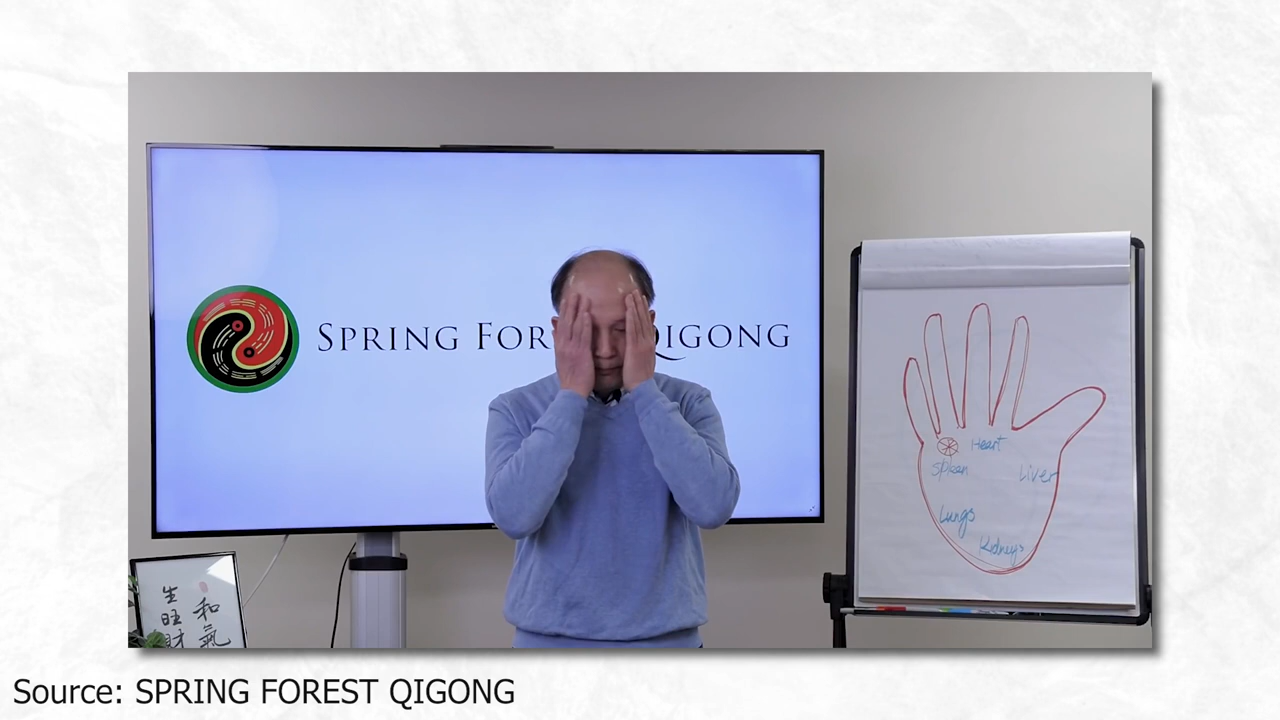 SPRING FOR QIGONG
Heart
Spleen
Liver
Lungs
Kidneys
和氣
生旺財
Source: SPRING FOREST QIGONG